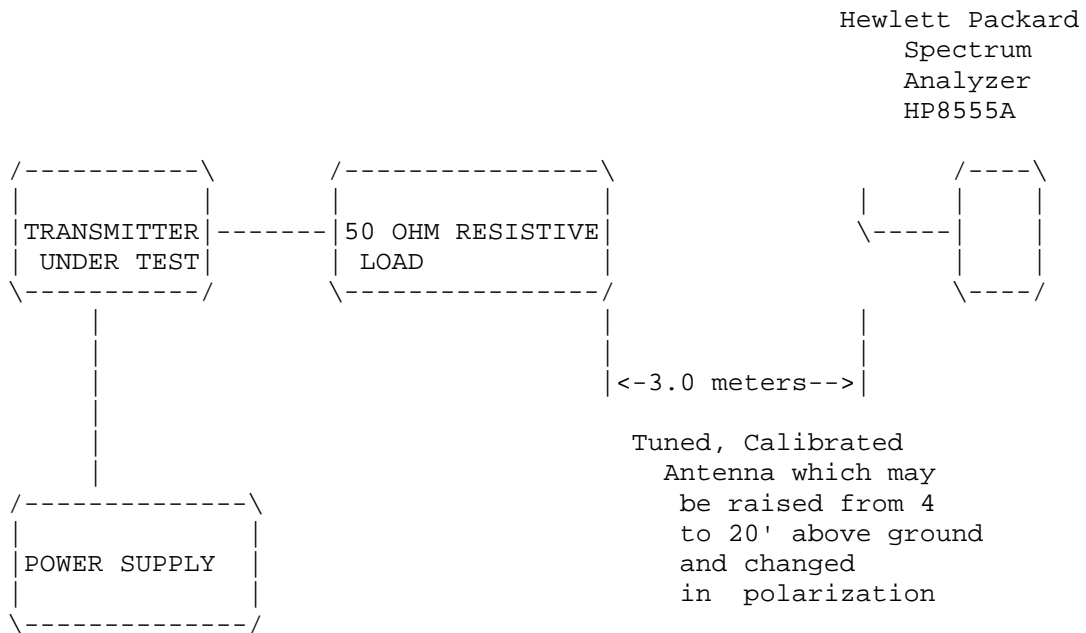 Hewlett Packard
Spectrum
Analyzer
HP8555A
TRANSMITTER
UNDER TEST
50 OHM RESISTIVE
LOAD
<-3.0 meters-->
Tuned, Calibrated
Antenna which may
be raised from 4
to 20' above ground
and changed
in polarization
POWER SUPPLY